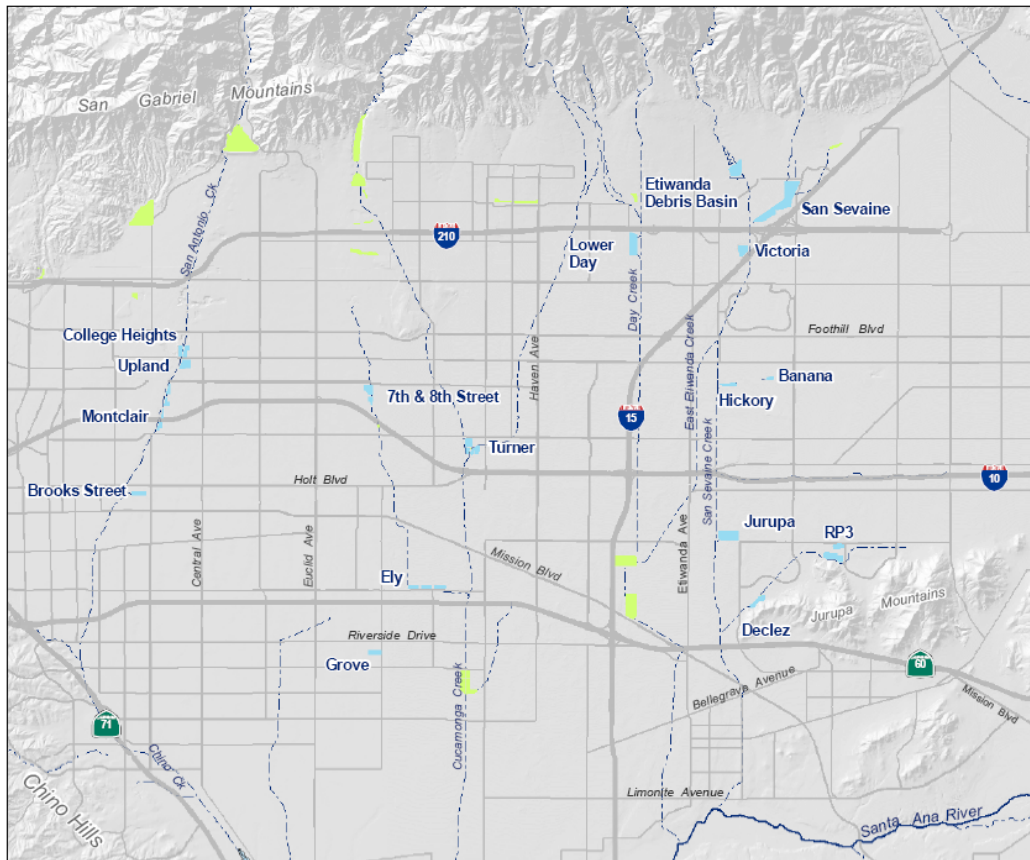 San Gabriel Mountains
San Antonio Ck
210
Etiwanda
Debris Basin
San Sevaine
Lower
Day
Victoria
Day Creek
College Heights
Upland
Foothill Blvd
East Etiwanda Creek
Haven Ave
Banana
Hickory
7th & 8th Street
Montclair
15
Turner
San Sevaine Creek
Holt Blvd
10
Brooks Street
Jurupa
RP3
Central Ave
Euclid Ave
Mission Blvd
Etiwanda Ave
Ely
Jurupa Mountains
Declez
Riverside Drive
Grove
60
Cucamonga Creek
Bellegrave Avenue
Mission Blvd
71
Chino Ck
Chino Hills
Limonite Avenue
Santa Ana River